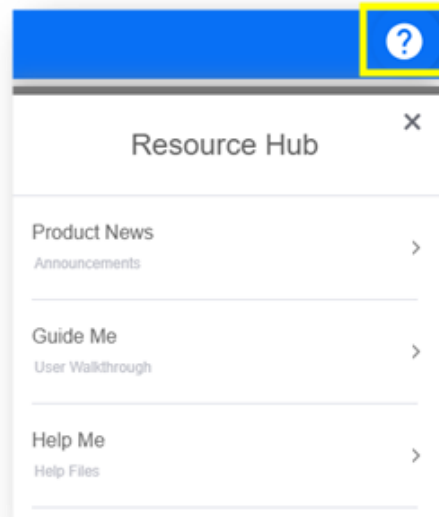 Resource Hub
Product News
Announcements
Guide Me
User Walkthrough
Help Me
Help Files